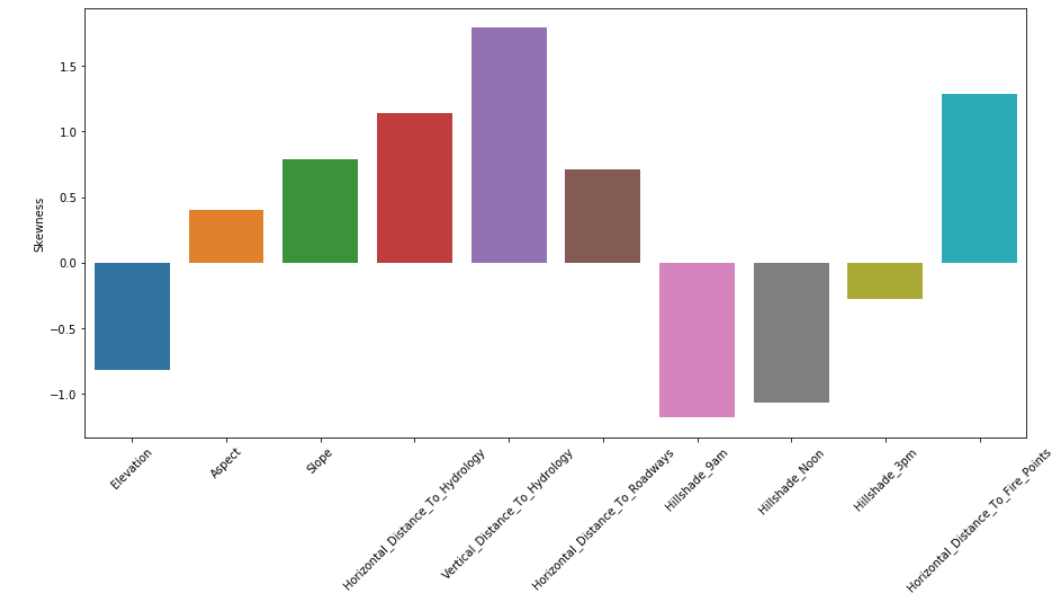 1.5
1.0
0.5
0.0
−0.5
−1.0
Skewness
Elevation
Aspect
Slope
Horizontal_Distance_To_Hydrology
Vertical_Distance_To_Hydrology
Horizontal_Distance_To_Roadways
Hillshade_9am
Hillshade_Noon
Hillshade_3pm
Horizontal_Distance_To_Fire_Points